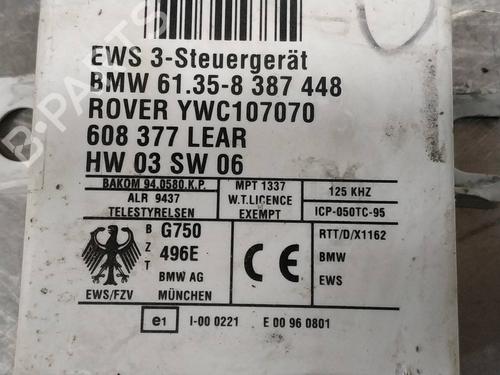 EWS 3-Steuergerät
BMW 61.35-8 387 448
ROVER YWC107070
608 377 LEAR
HW 03 SW 06
BAKOM 94.0580.K.P.
ALR 9437
TELESTYRELSEN
MPT 1337
W.T.LICENCE
EXEMPT
125 KHZ
ICP-050TC-95
BZT
G750
496E
BMW AG
EWS/FZV MÜNCHEN
CE
RTT/D/X1162
BMW
EWS
e1 I-00 0221 E 00 96 0801
B-PARTS